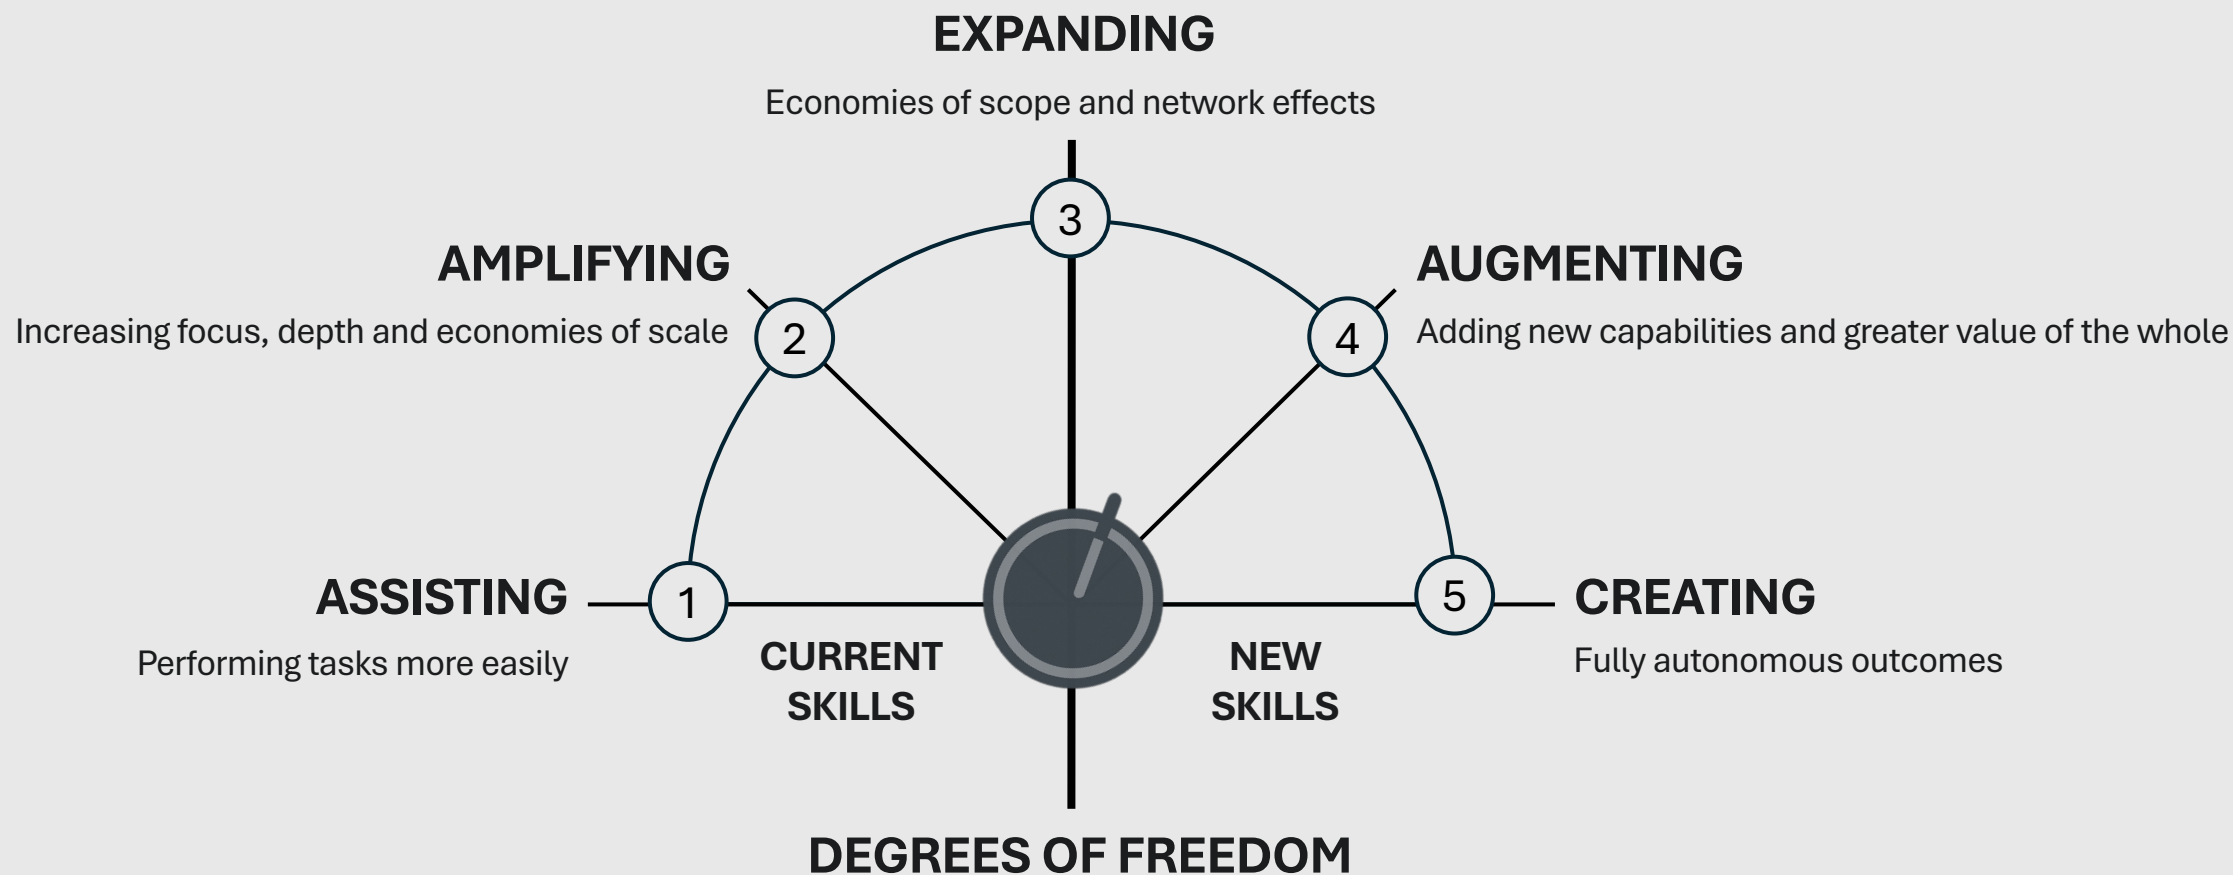 EXPANDING
Economies of scope and network effects
3
AMPLIFYING
Increasing focus, depth and economies of scale
2
AUGMENTING
Adding new capabilities and greater value of the whole
4
ASSISTING
Performing tasks more easily
1
CREATING
Fully autonomous outcomes
5
CURRENT
SKILLS
NEW
SKILLS
DEGREES OF FREEDOM